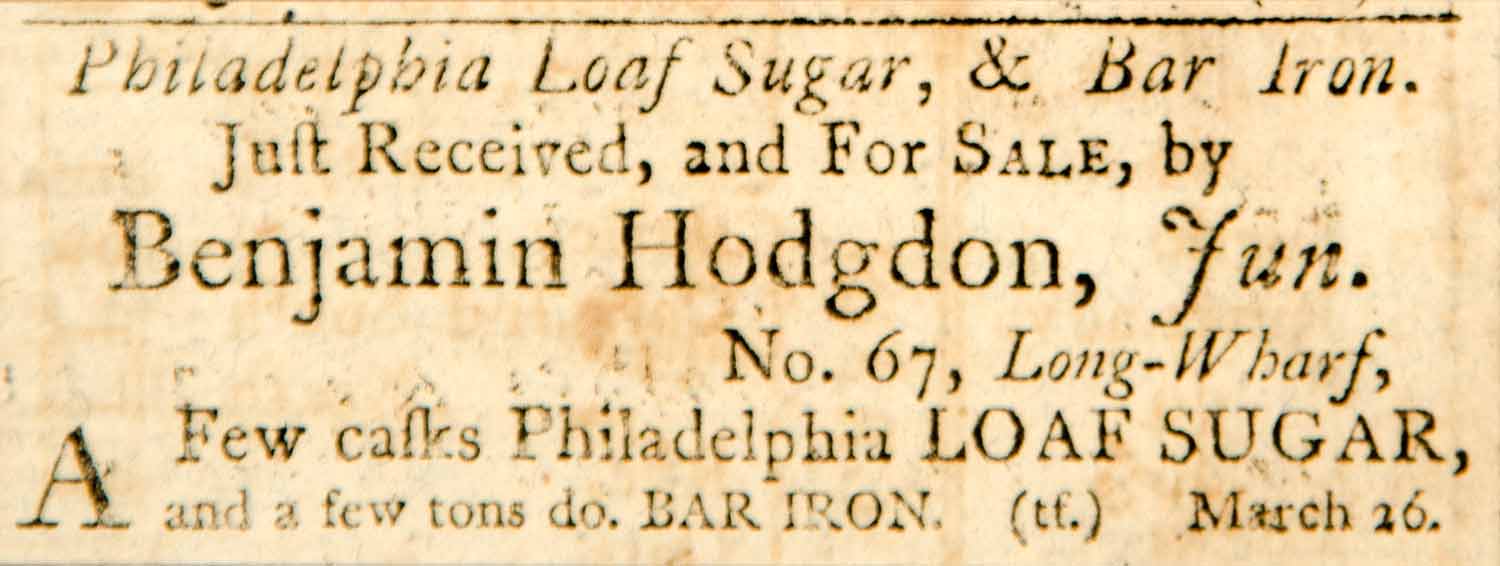 Philadelphia Loaf Sugar, & Bar Iron.
Juſt Received, and For SALE, by
Benjamin Hodgdon, Jun.
No. 67, Long-Wharf,
A Few caſks Philadelphia LOAF SUGAR,
and a few tons do. BAR IRON. (tf.) March 26.